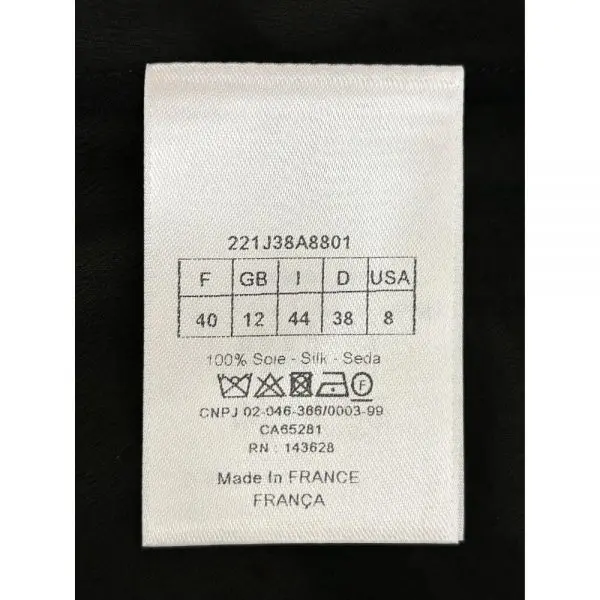 221J38A8801
F GB I D USA
40 12 44 38 8
100% Soie - Silk - Seda
F
CNPJ 02-046-366/0003-99
CA65281
RN : 143628
Made In FRANCE
FRANÇA